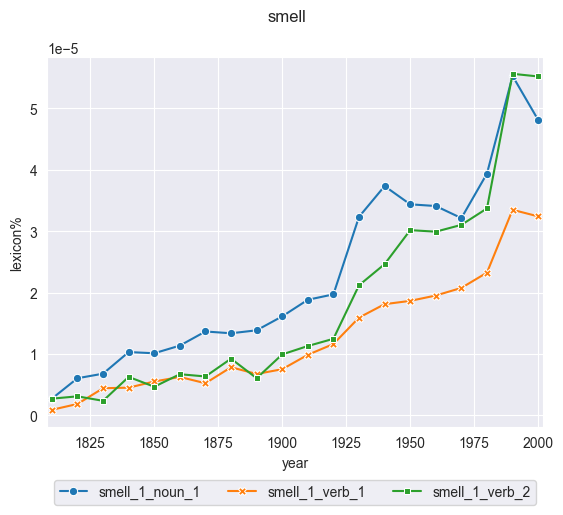 smell
1e−5
5
4
3
2
1
0
lexicon%
1825 1850 1875 1900 1925 1950 1975 2000
year
smell_1_noun_1 smell_1_verb_1 smell_1_verb_2